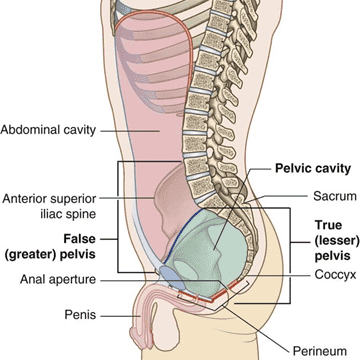 Abdominal cavity
Pelvic cavity
Anterior superior
iliac spine
Sacrum
False
(greater) pelvis
True
(lesser)
pelvis
Anal aperture
Coccyx
Penis
Perineum